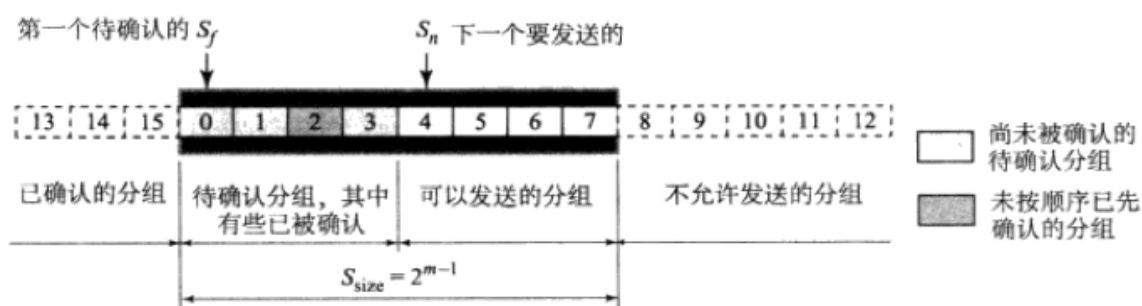 第一个待确认的 Sf
Sn 下一个要发送的
13 14 15 0 1 2 3 4 5 6 7 8 9 10 11 12
尚未被确认的
待确认分组
未按顺序已先
确认的分组
已确认的分组
待确认分组，其中
有些已被确认
可以发送的分组
不允许发送的分组
Ssize = 2^m−1